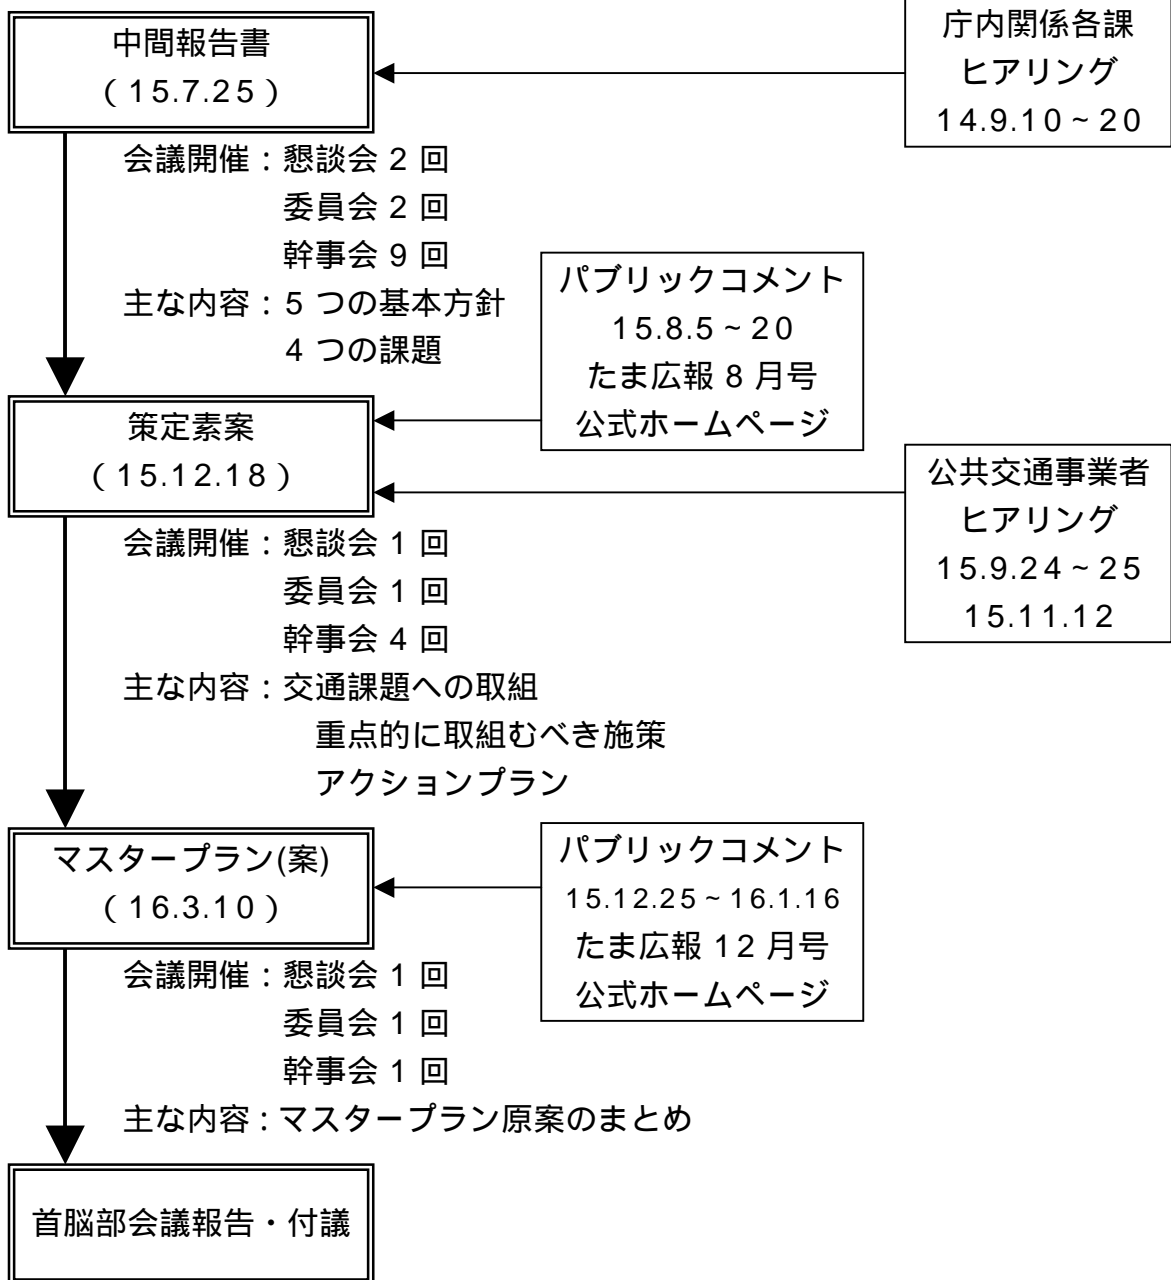 中間報告書
（15.7.25）
庁内関係各課
ヒアリング
14.9.10～20
会議開催：懇談会 2 回
委員会 2 回
幹事会 9 回
主な内容：5 つの基本方針
4 つの課題
パブリックコメント
15.8.5～20
たま広報 8 月号
公式ホームページ
策定素案
（15.12.18）
公共交通事業者
ヒアリング
15.9.24～25
15.11.12
会議開催：懇談会 1 回
委員会 1 回
幹事会 4 回
主な内容：交通課題への取組
重点的に取組むべき施策
アクションプラン
マスタープラン(案)
（16.3.10）
パブリックコメント
15.12.25～16.1.16
たま広報 12 月号
公式ホームページ
会議開催：懇談会 1 回
委員会 1 回
幹事会 1 回
主な内容：マスタープラン原案のまとめ
首脳部会議報告・付議